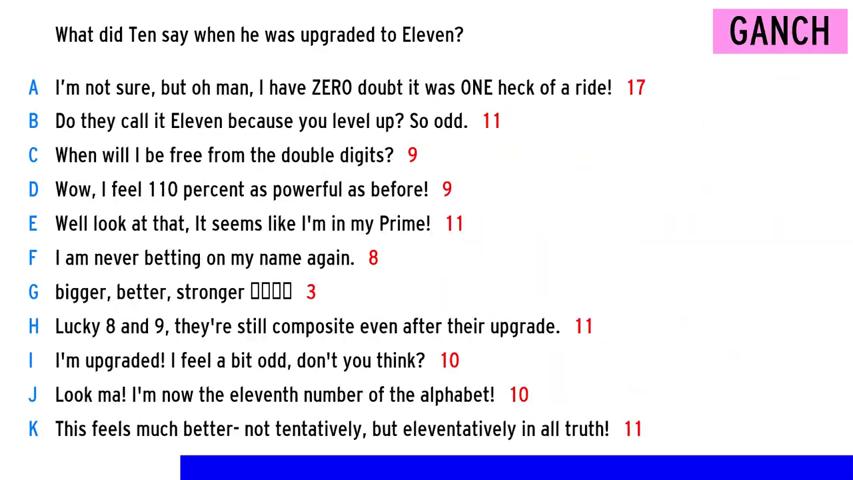 What did Ten say when he was upgraded to Eleven?
GANCH
A I'm not sure, but oh man, I have ZERO doubt it was ONE heck of a ride! 17
B Do they call it Eleven because you level up? So odd. 11
C When will I be free from the double digits? 9
D Wow, I feel 110 percent as powerful as before! 9
E Well look at that, It seems like I'm in my Prime! 11
F I am never betting on my name again. 8
G bigger, better, stronger 3
H Lucky 8 and 9, they're still composite even after their upgrade. 11
I I'm upgraded! I feel a bit odd, don't you think? 10
J Look ma! I'm now the eleventh number of the alphabet! 10
K This feels much better- not tentatively, but eleventatively in all truth! 11